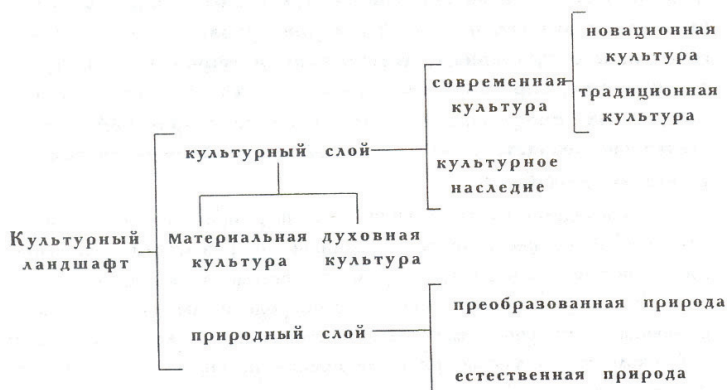 новационная
культура
современная
культура
традиционная
культура
культурный слой
культурное
наследие
Культурный
ландшафт
материальная
культура
духовная
культура
преобразованная природа
природный слой
естественная природа